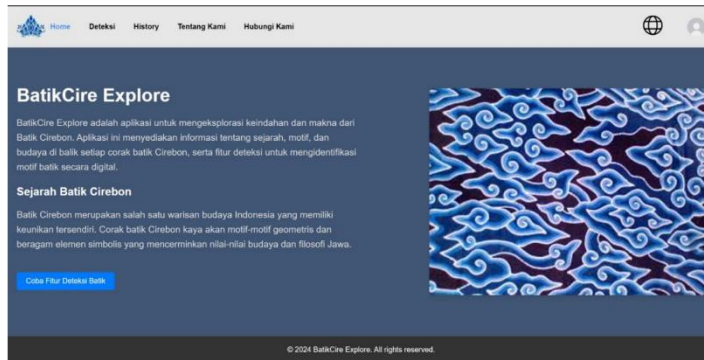 Home Deteksi History Tentang Kami Hubungi Kami
BatikCire Explore
BatikCire Explore adalah aplikasi untuk mengeksplorasi keindahan dan makna dari
Batik Cirebon. Aplikasi ini menyediakan informasi tentang sejarah, motif, dan
budaya di balik setiap corak batik Cirebon, serta fitur deteksi untuk mengidentifikasi
motif batik secara digital.
Sejarah Batik Cirebon
Batik Cirebon merupakan salah satu warisan budaya Indonesia yang memiliki
keunikan tersendiri. Corak batik Cirebon kaya akan motif-motif geometris dan
beragam elemen simbolis yang mencerminkan nilai-nilai budaya dan filosofi Jawa.
Coba Fitur Deteksi Batik
© 2024 BatikCire Explore. All rights reserved.